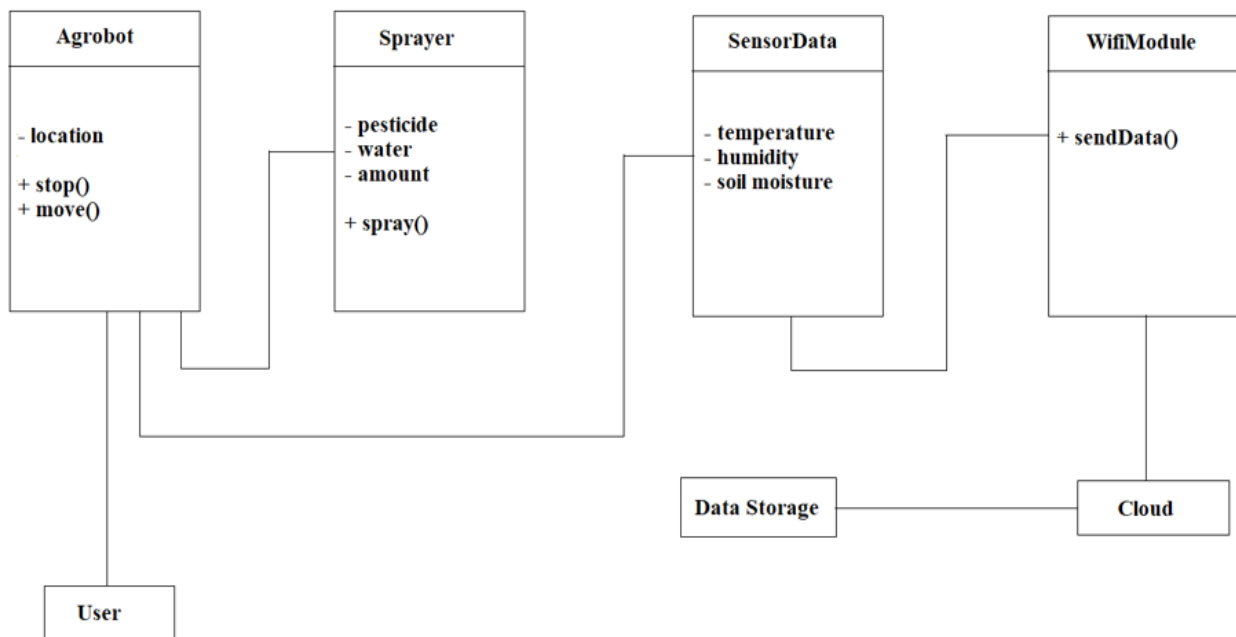 Agrobot
- location
+ stop()
+ move()
Sprayer
- pesticide
- water
- amount
+ spray()
SensorData
- temperature
- humidity
- soil moisture
WifiModule
+ sendData()
Data Storage
Cloud
User